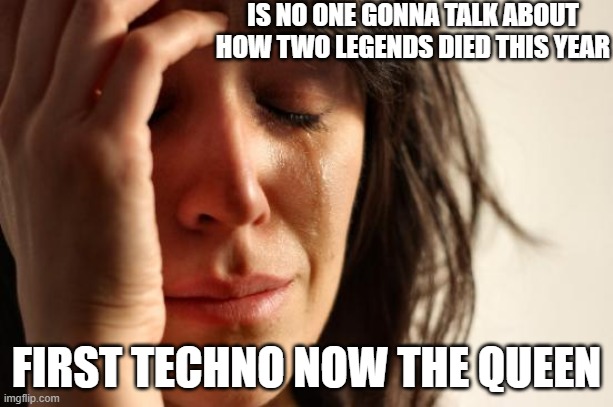 IS NO ONE GONNA TALK ABOUT
HOW TWO LEGENDS DIED THIS YEAR
FIRST TECHNO NOW THE QUEEN
imgflip.com